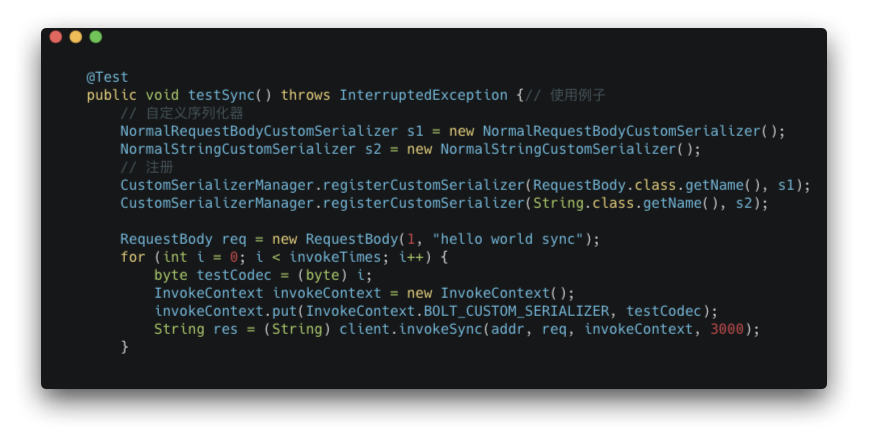 @Test
public void testSync() throws InterruptedException {// 使用例子
// 自定义序列化器
NormalRequestBodyCustomSerializer s1 = new NormalRequestBodyCustomSerializer();
NormalStringCustomSerializer s2 = new NormalStringCustomSerializer();
// 注册
CustomSerializerManager.registerCustomSerializer(RequestBody.class.getName(), s1);
CustomSerializerManager.registerCustomSerializer(String.class.getName(), s2);
RequestBody req = new RequestBody(1, "hello world sync");
for (int i = 0; i < invokeTimes; i++) {
byte testCodec = (byte) i;
InvokeContext invokeContext = new InvokeContext();
invokeContext.put(InvokeContext.BOLT_CUSTOM_SERIALIZER, testCodec);
String res = (String) client.invokeSync(addr, req, invokeContext, 3000);
}